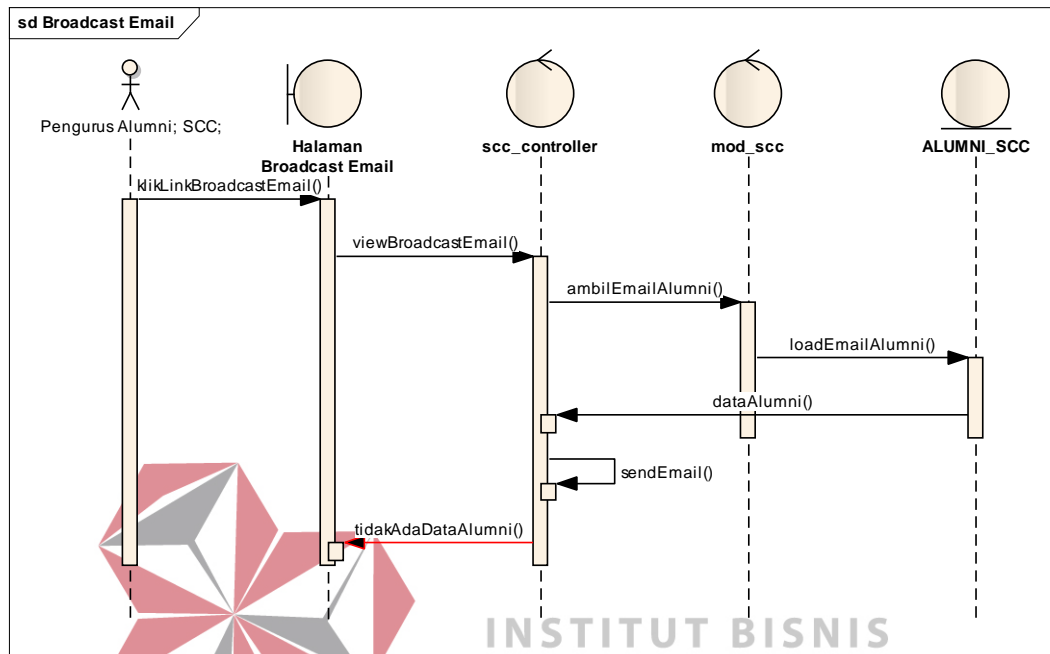 sd Broadcast Email
Pengurus Alumni; SCC;
Halaman
Broadcast Email
scc_controller
mod_scc
ALUMNI_SCC
klikLinkBroadcastEmail()
viewBroadcastEmail()
ambilEmailAlumni()
loadEmailAlumni()
dataAlumni()
sendEmail()
tidakAdaDataAlumni()
INSTITUT BISNIS